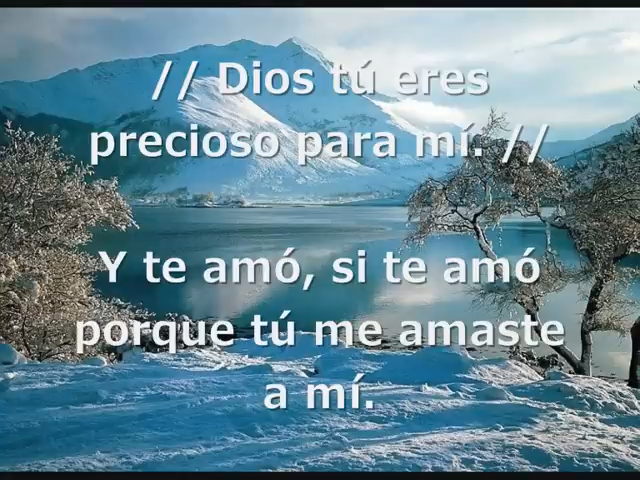 // Dios tú eres
precioso para mí. //
Y te amó, si te amó
porque tú me amaste
a mí.